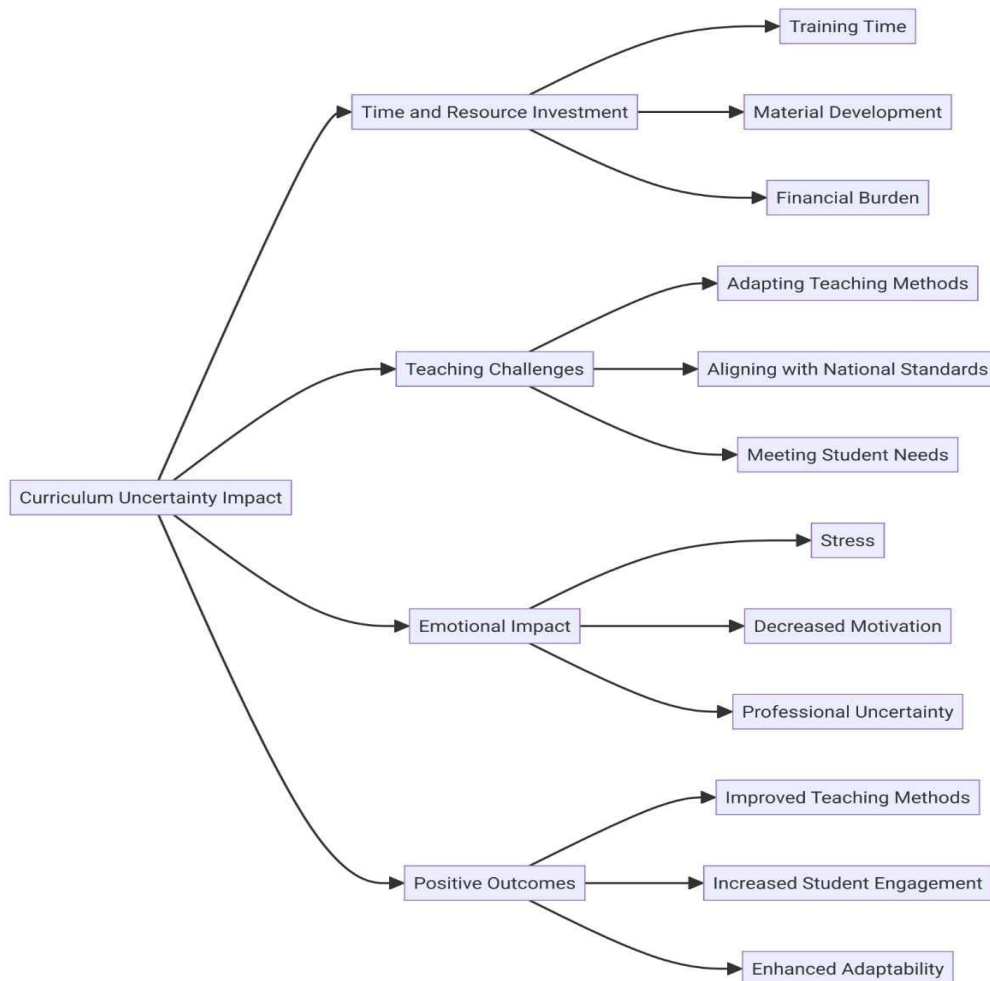 Training Time
Time and Resource Investment
Material Development
Financial Burden
Adapting Teaching Methods
Teaching Challenges
Aligning with National Standards
Meeting Student Needs
Curriculum Uncertainty Impact
Stress
Emotional Impact
Decreased Motivation
Professional Uncertainty
Improved Teaching Methods
Positive Outcomes
Increased Student Engagement
Enhanced Adaptability